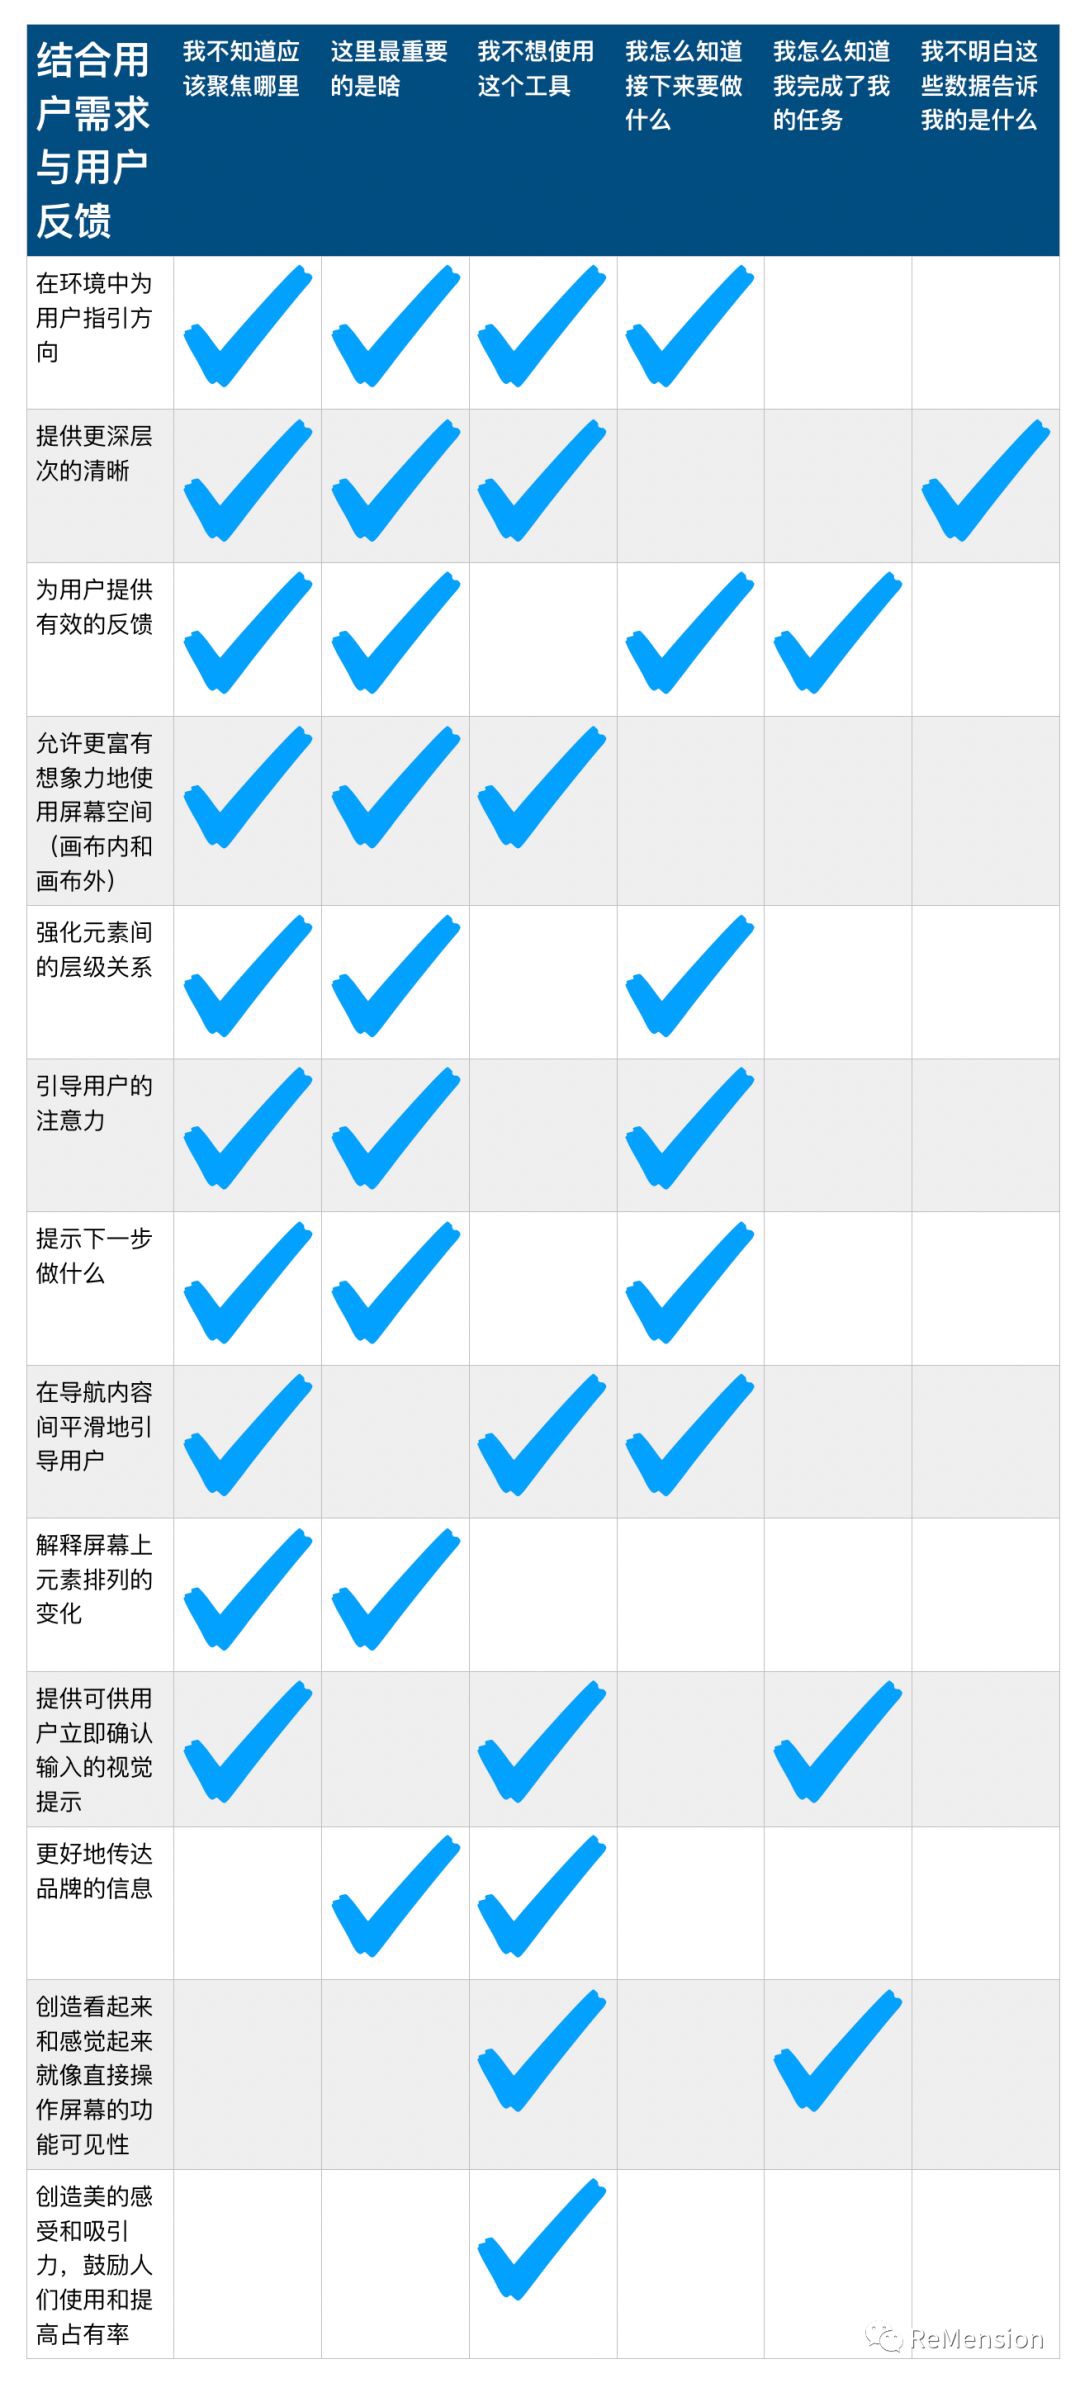 结合用
户需求
与用户
反馈
我不知道应
该聚焦哪里
这里最重要
的是啥
我不想使用
这个工具
我怎么知道
接下来要做
什么
我怎么知道
我完成了我
的任务
我不明白这
些数据告诉
我的是什么
在环境中为
用户指引方
向
提供更深层
次的清晰
为用户提供
有效的反馈
允许更富有
想象力地使
用屏幕空间
（画布内和
画布外）
强化元素间
的层级关系
引导用户的
注意力
提示下一步
做什么
在导航内容
间平滑地引
导用户
解释屏幕上
元素排列的
变化
提供可供用
户立即确认
输入的视觉
提示
更好地传达
品牌的信息
创造看起来
和感觉起来
就像直接操
作屏幕的功
能可见性
创造美的感
受和吸引
力，鼓励人
们使用和提
高占有率
ReMension